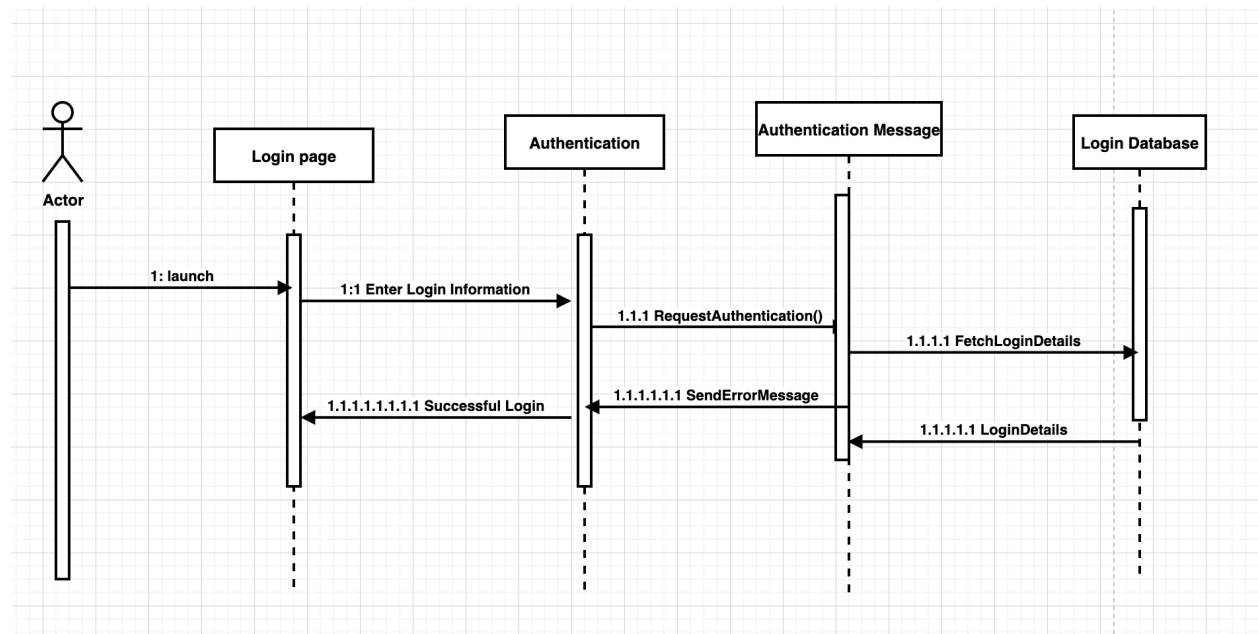 Actor
Login page
Authentication
Authentication Message
Login Database
1: launch
1:1 Enter Login Information
1.1.1 RequestAuthentication()
1.1.1.1 FetchLoginDetails
1.1.1.1.1.1 SendErrorMessage
1.1.1.1.1.1.1.1 Successful Login
1.1.1.1.1 LoginDetails